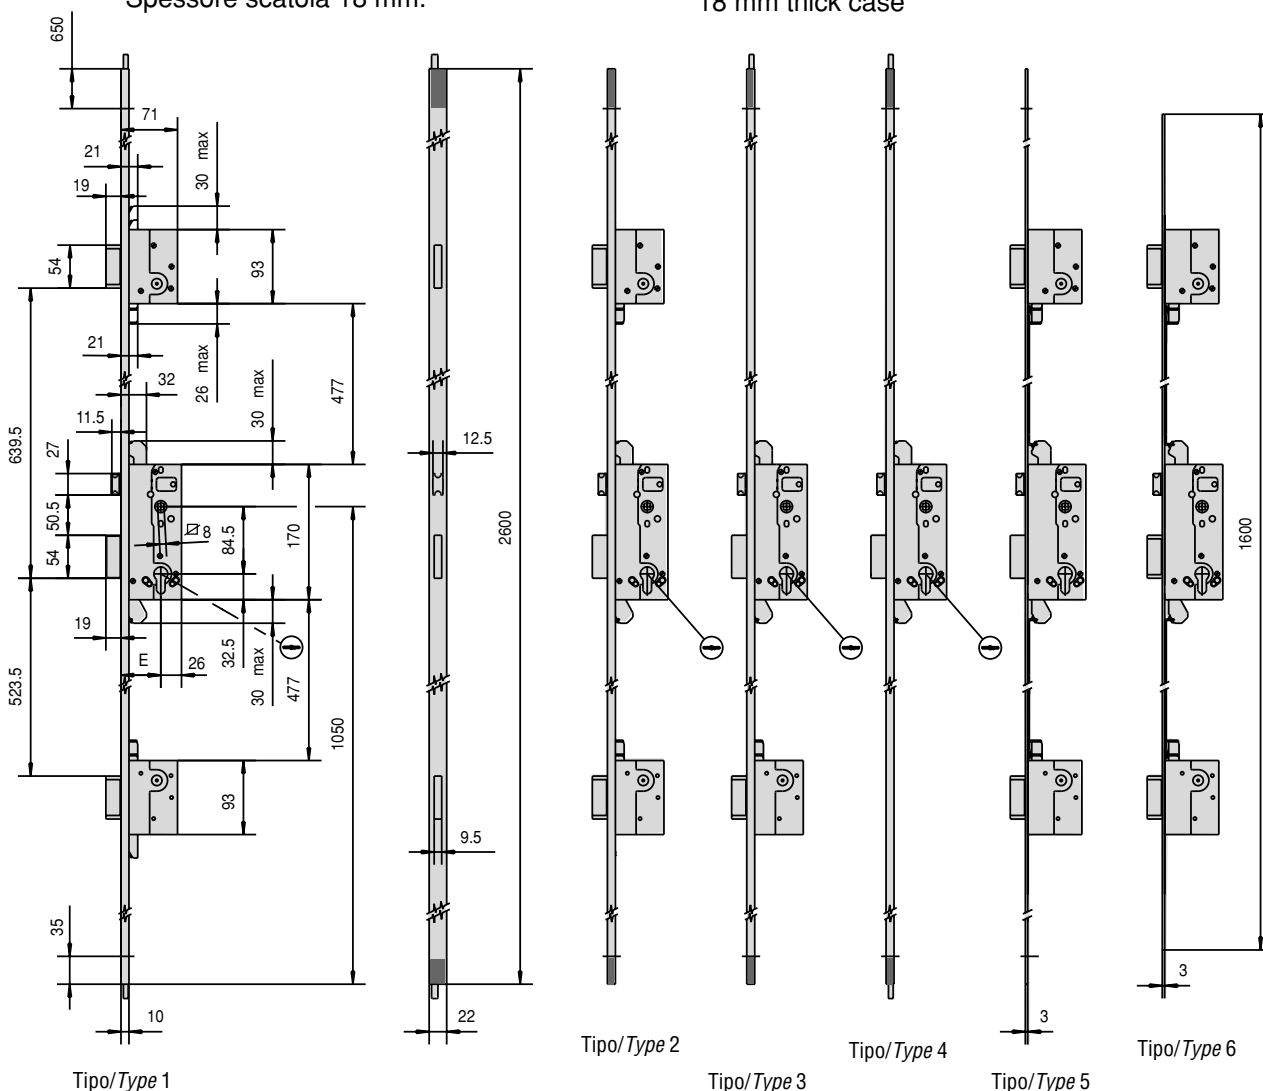 Spessore scatola 18 mm.
18 mm thick case
650
71
21
30 max
19
54
93
21
26 max
32
30 max
477
11.5
12.5
639.5
27
50.5
8
84.5
170
2600
1600
54
19
E
26
32.5
30 max
477
523.5
1050
93
9.5
35
10
22
3
3
Tipo/Type 1
Tipo/Type 2
Tipo/Type 3
Tipo/Type 4
Tipo/Type 5
Tipo/Type 6